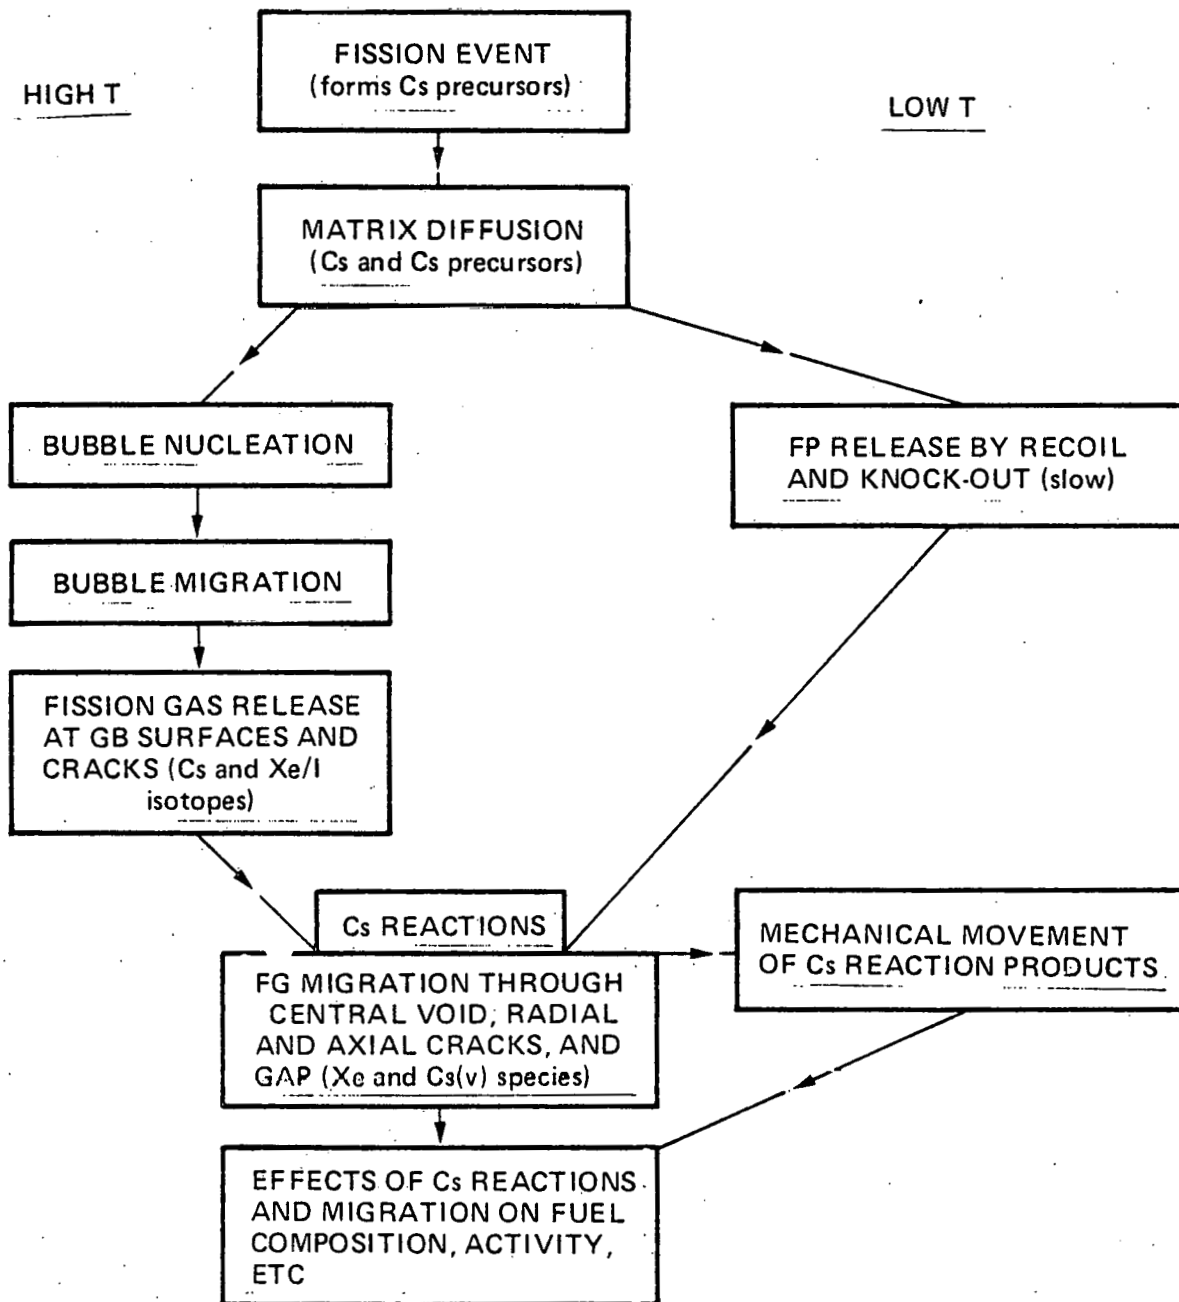 HIGH T
FISSION EVENT
(forms Cs precursors)
LOW T
MATRIX DIFFUSION
(Cs and Cs precursors)
BUBBLE NUCLEATION
FP RELEASE BY RECOIL
AND KNOCK-OUT (slow)
BUBBLE MIGRATION
FISSION GAS RELEASE
AT GB SURFACES AND
CRACKS (Cs and Xe/I
isotopes)
Cs REACTIONS
FG MIGRATION THROUGH
CENTRAL VOID, RADIAL
AND AXIAL CRACKS, AND
GAP (Xe and Cs(v) species)
MECHANICAL MOVEMENT
OF Cs REACTION PRODUCTS
EFFECTS OF Cs REACTIONS
AND MIGRATION ON FUEL
COMPOSITION, ACTIVITY,
ETC